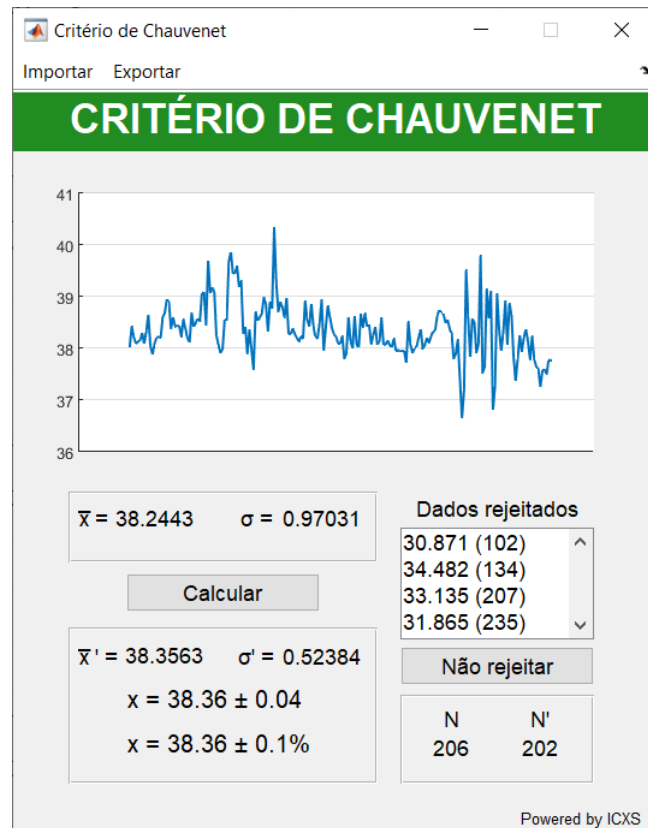 Critério de Chauvenet
Importar Exportar
CRITÉRIO DE CHAUVENET
41
40
39
38
37
36
x̅ = 38.2443 σ = 0.97031
Calcular
x̅ ' = 38.3563 σ' = 0.52384
x = 38.36 ± 0.04
x = 38.36 ± 0.1%
Dados rejeitados
30.871 (102)
34.482 (134)
33.135 (207)
31.865 (235)
Não rejeitar
N N'
206 202
Powered by ICXS